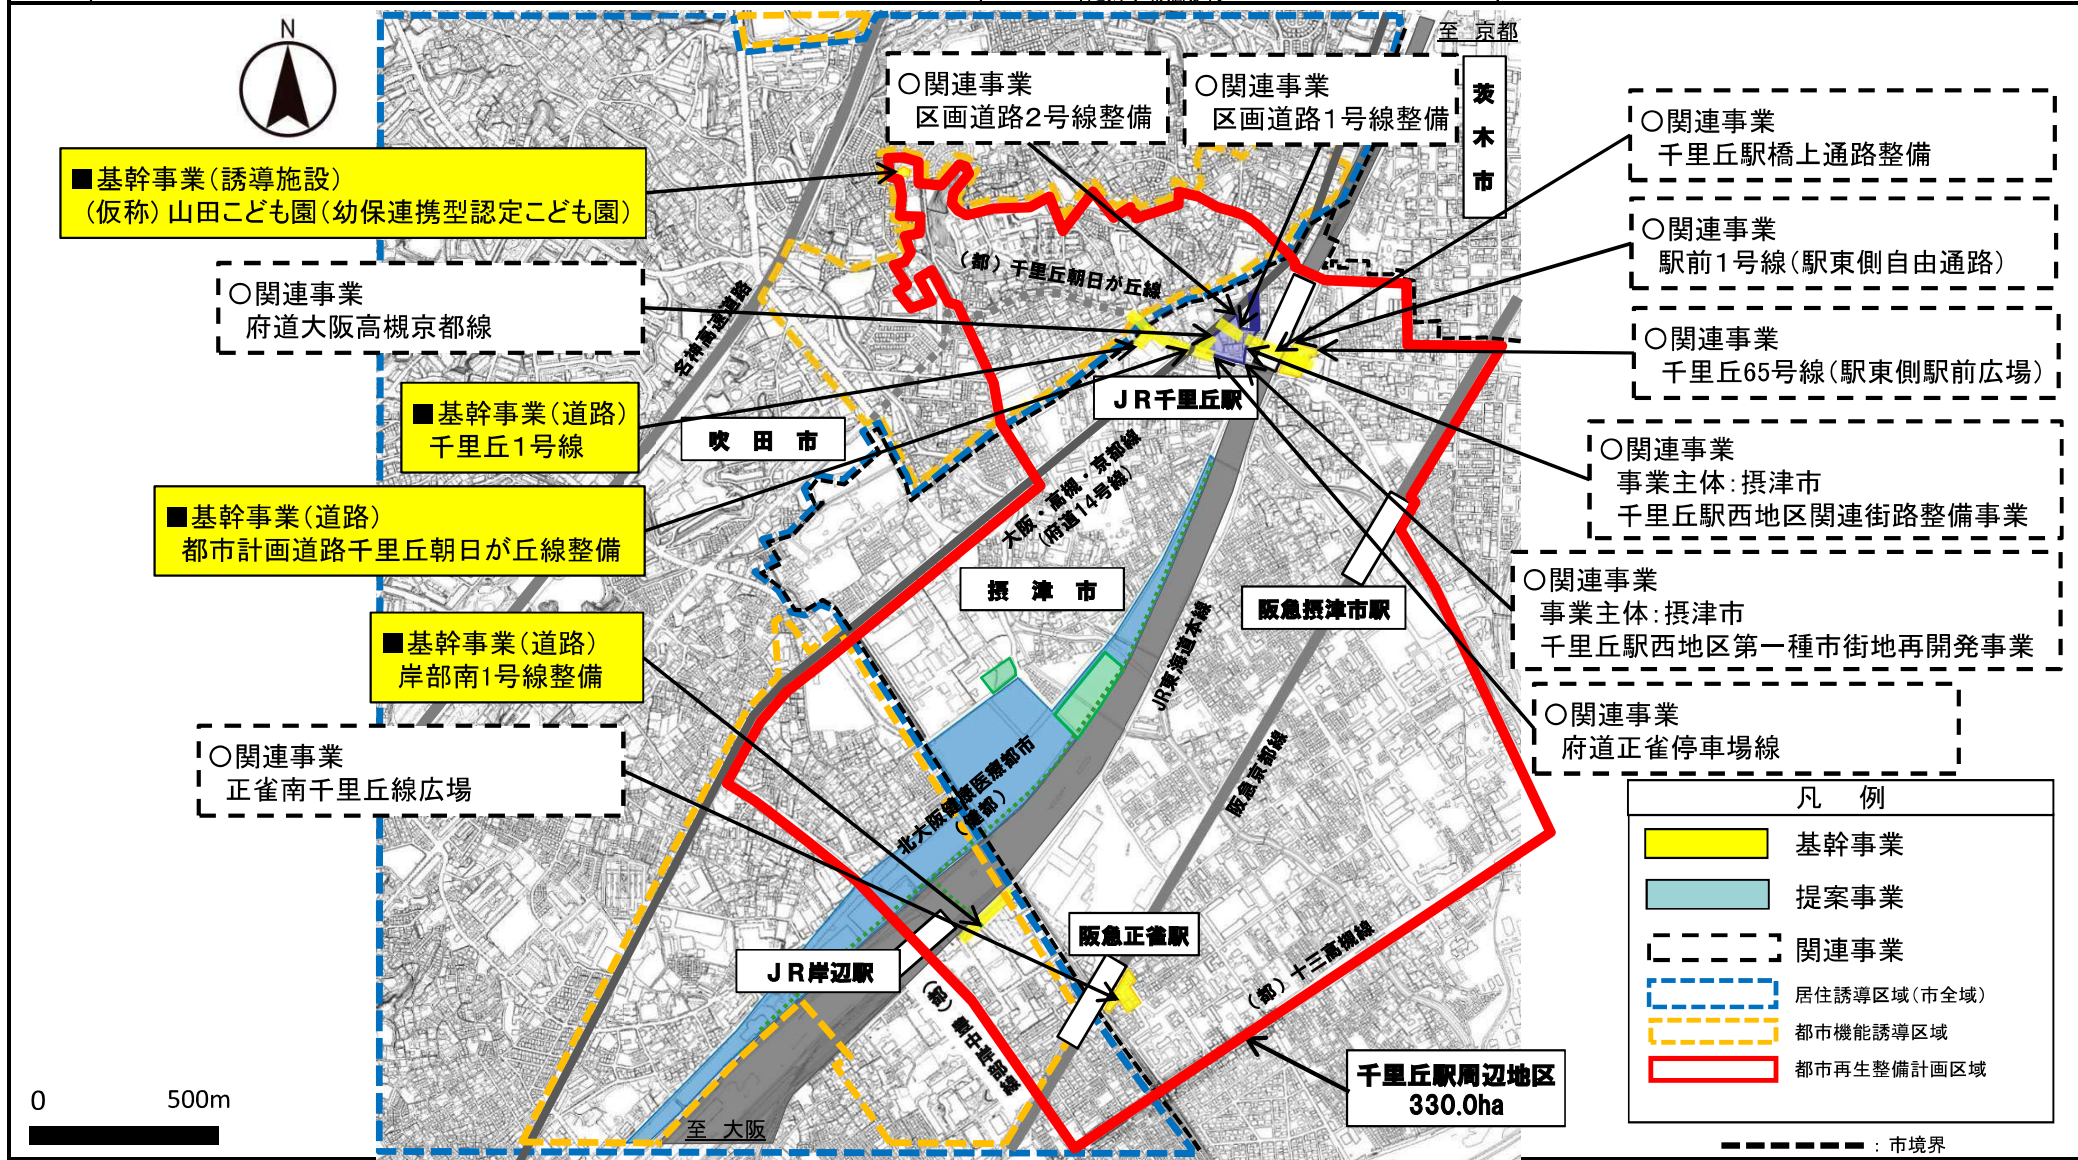 至 京都
N
○関連事業
区画道路2号線整備
○関連事業
区画道路1号線整備
茨木市
○関連事業
千里丘駅橋上通路整備
■基幹事業(誘導施設)
(仮称)山田こども園(幼保連携型認定こども園)
○関連事業
駅前1号線(駅東側自由通路)
(都)千里丘朝日が丘線
○関連事業
府道大阪高槻京都線
名神高速道路
○関連事業
千里丘65号線(駅東側駅前広場)
■基幹事業(道路)
千里丘1号線
JR千里丘駅
吹田市
○関連事業
事業主体:摂津市
千里丘駅西地区関連街路整備事業
大阪・高槻・京都線
(府道14号線)
■基幹事業(道路)
都市計画道路千里丘朝日が丘線整備
摂津市
阪急摂津市駅
○関連事業
事業主体:摂津市
千里丘駅西地区第一種市街地再開発事業
■基幹事業(道路)
岸部南1号線整備
JR東海道本線
○関連事業
府道正雀停車場線
○関連事業
正雀南千里丘線広場
北大阪健康医療都市
(健都)
阪急京都線
阪急正雀駅
JR岸辺駅
(都)十三高槻線
(都)豊中岸部線
千里丘駅周辺地区
330.0ha
至 大阪
0 500m
凡 例
基幹事業
提案事業
関連事業
居住誘導区域(市全域)
都市機能誘導区域
都市再生整備計画区域
:市境界